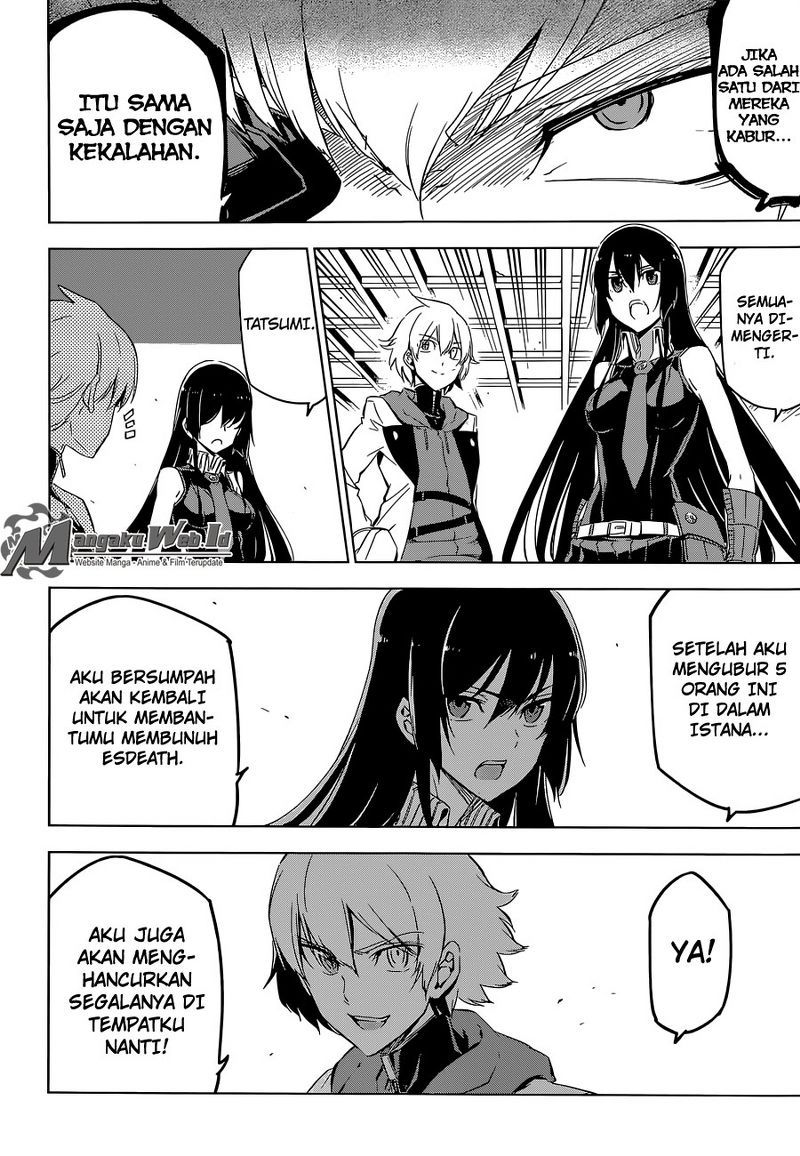 JIKA
ADA SALAH
SATU DARI
MEREKA
YANG
KABUR...
ITU SAMA
SAJA DENGAN
KEKALAHAN.
SEMUA-
NYA DI-
MENGER-
TI.
TATSUMI.
Mangaku Web.Id
Website Manga - Anime & Film Terupdate
SETELAH AKU
MENGUBUR 5
ORANG INI
DI DALAM
ISTANA...
AKU BERSUMPAH
AKAN KEMBALI
UNTUK MEMBAN-
TUMU MEMBUNUH
ESDEATH.
YA!
AKU JUGA
AKAN MENG-
HANCURKAN
SEGALANYA DI
TEMPATKU
NANTI!